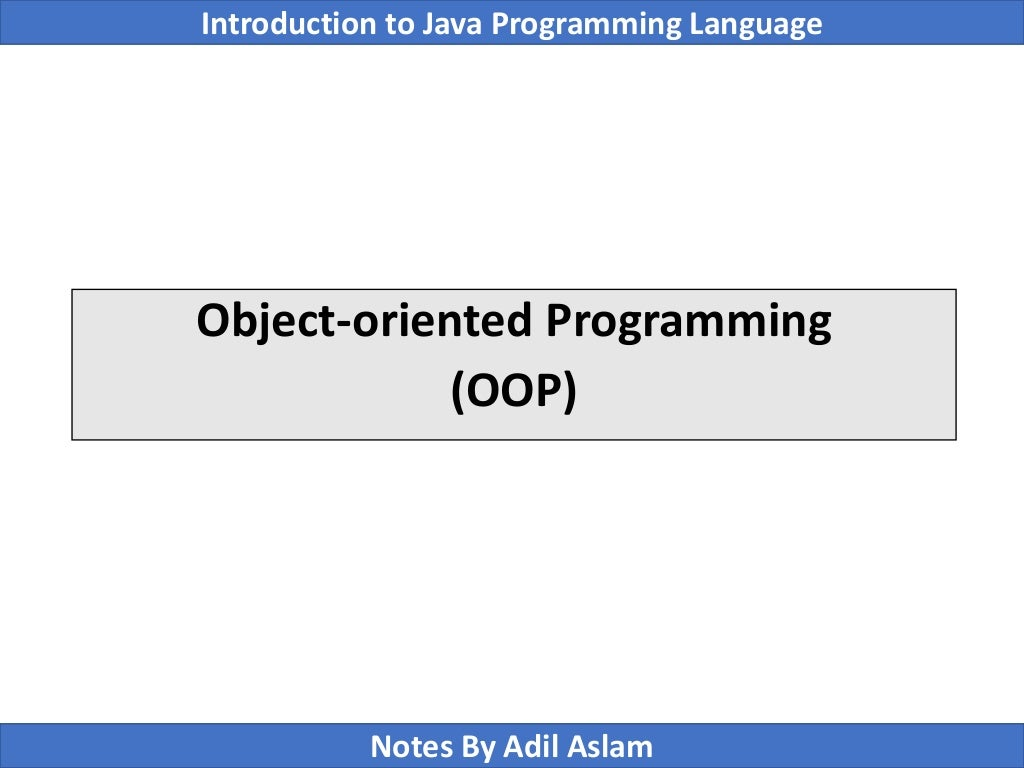 Introduction to Java Programming Language
Object-oriented Programming
(OOP)
Notes By Adil Aslam